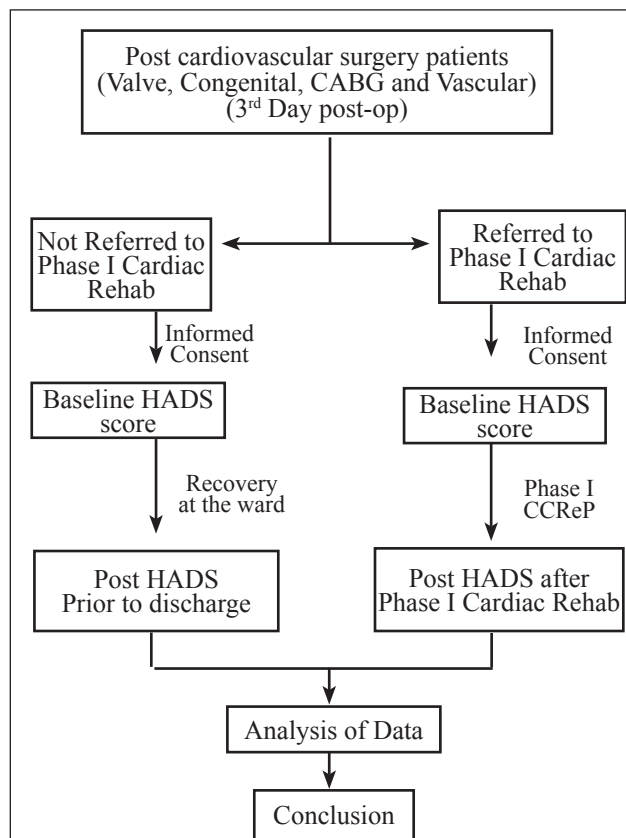 Post cardiovascular surgery patients
(Valve, Congenital, CABG and Vascular)
(3rd Day post-op)
Not Referred to
Phase I Cardiac
Rehab
Referred to
Phase I Cardiac
Rehab
Informed
Consent
Informed
Consent
Baseline HADS
score
Baseline HADS
score
Recovery
at the ward
Phase I
CCReP
Post HADS
Prior to discharge
Post HADS after
Phase I Cardiac Rehab
Analysis of Data
Conclusion